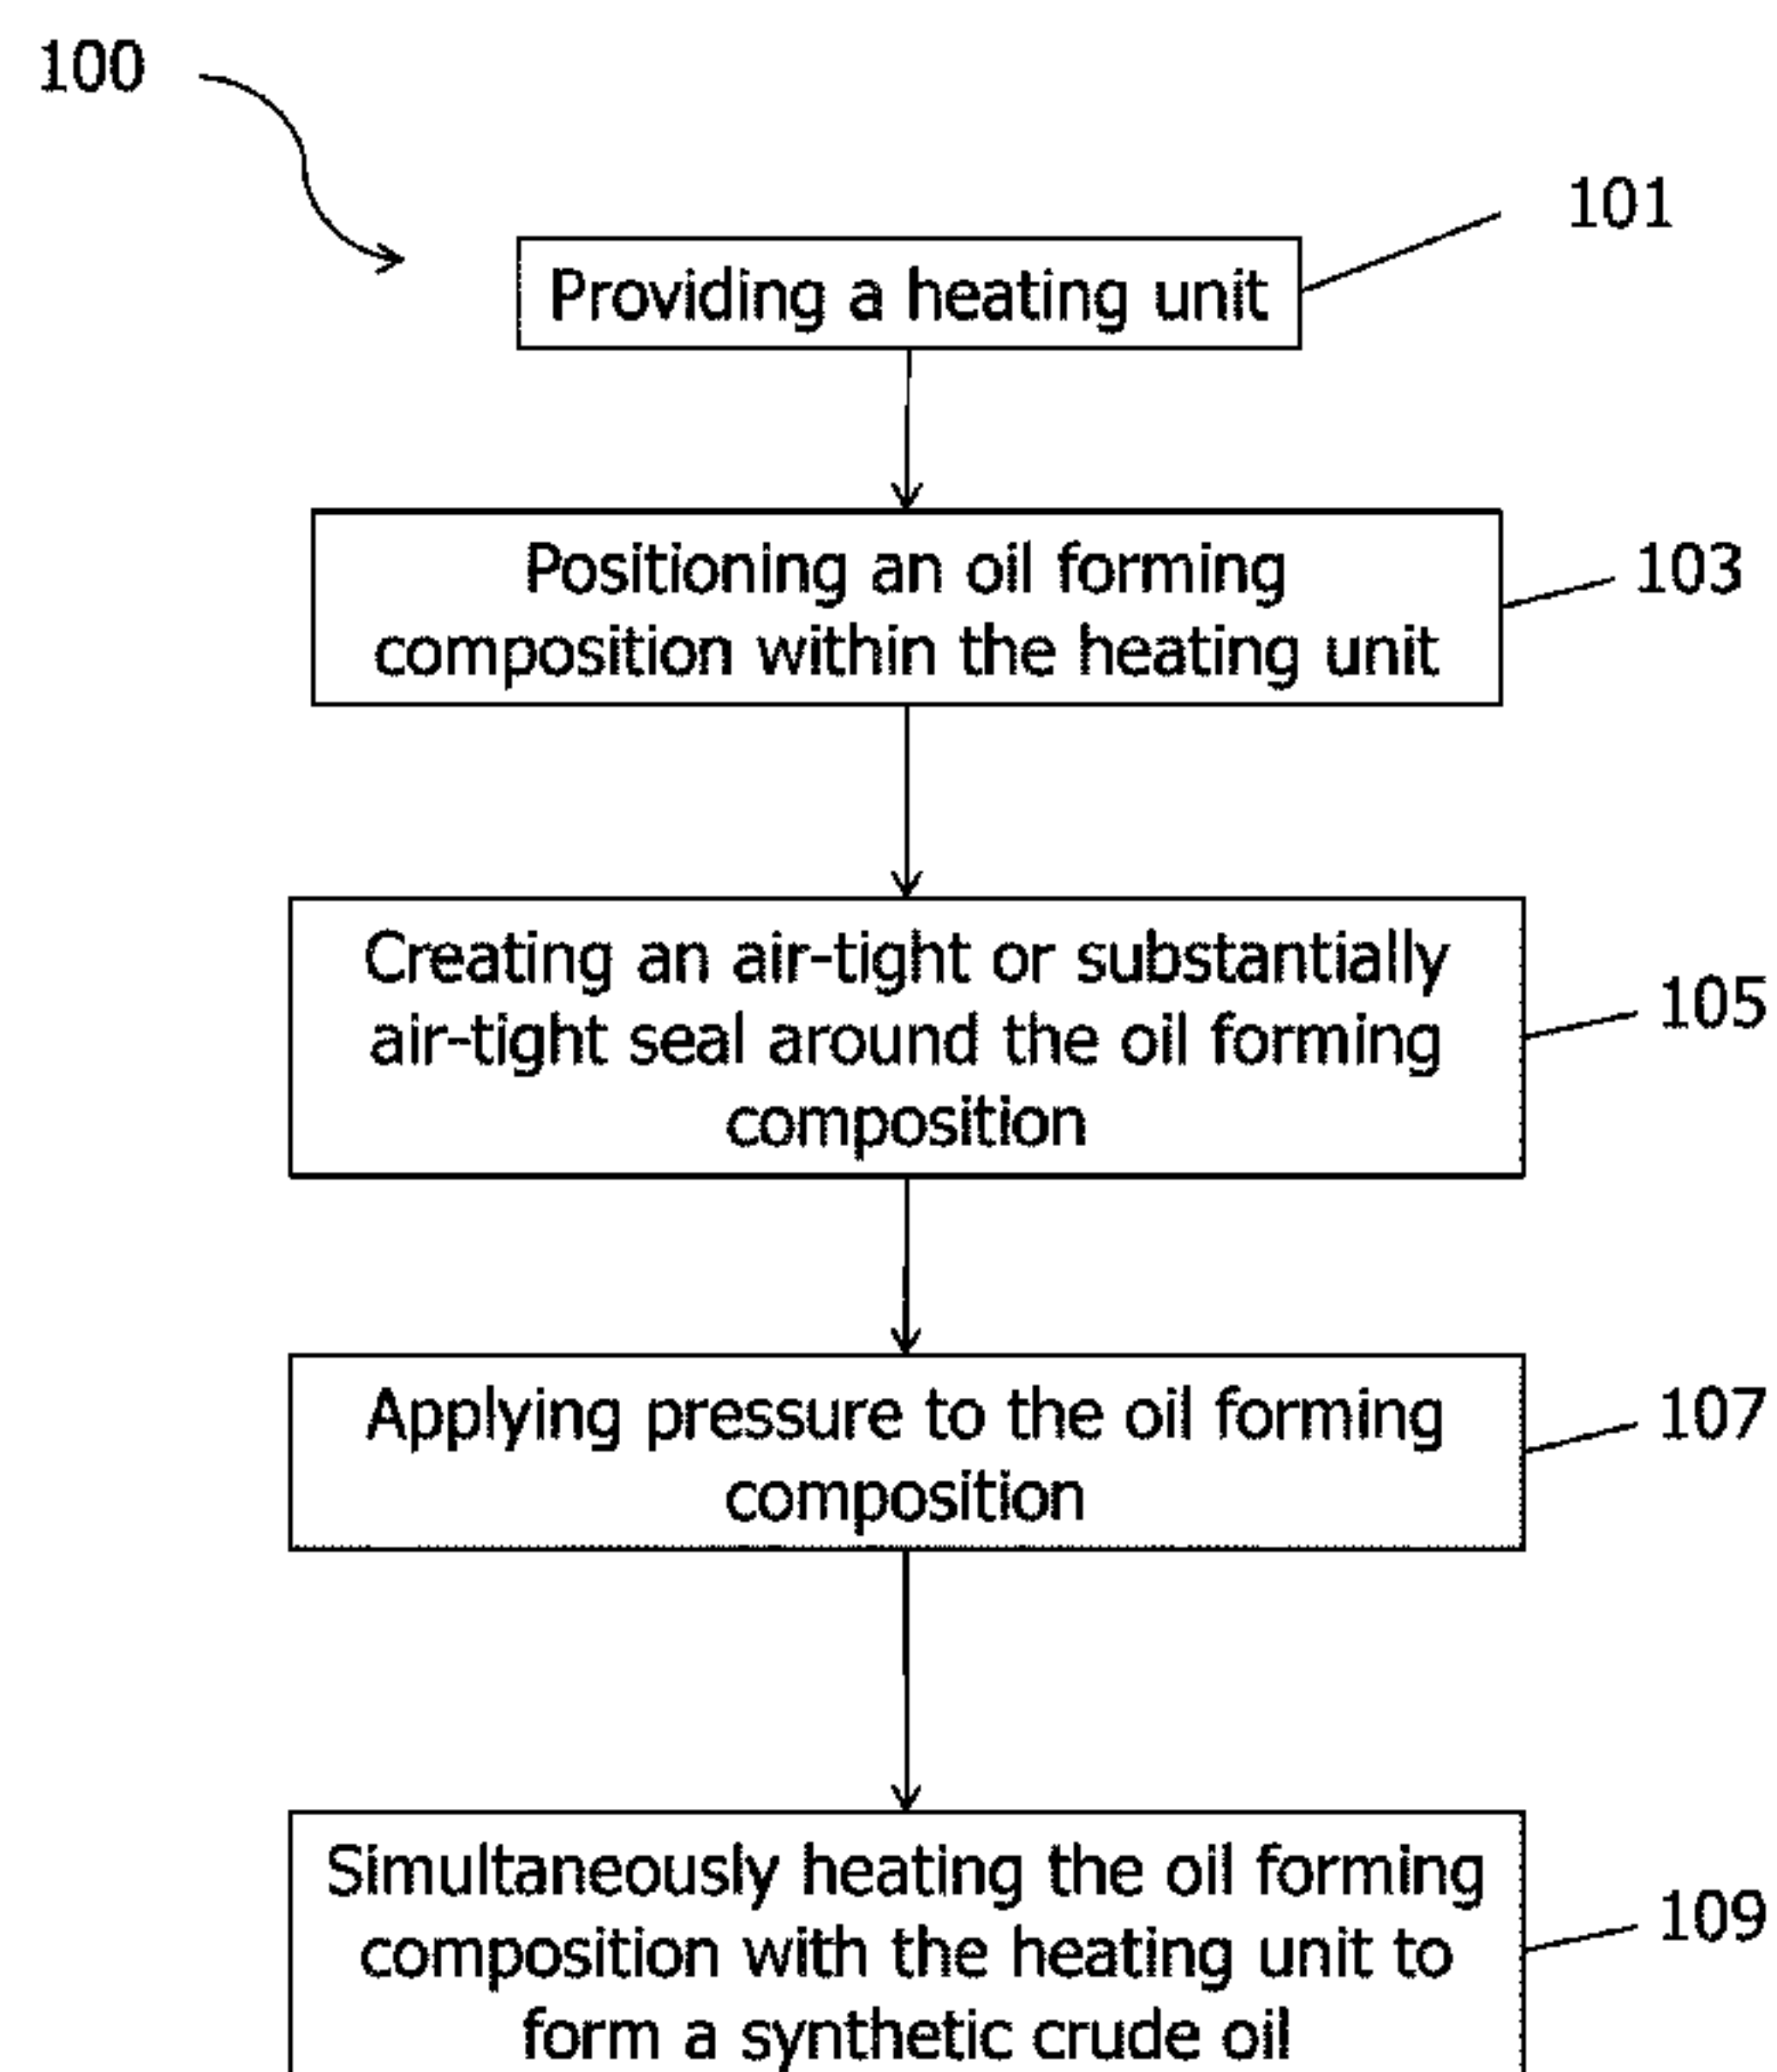 100
101
Providing a heating unit
Positioning an oil forming
composition within the heating unit
103
Creating an air-tight or substantially
air-tight seal around the oil forming
composition
105
Applying pressure to the oil forming
composition
107
Simultaneously heating the oil forming
composition with the heating unit to
form a synthetic crude oil
109